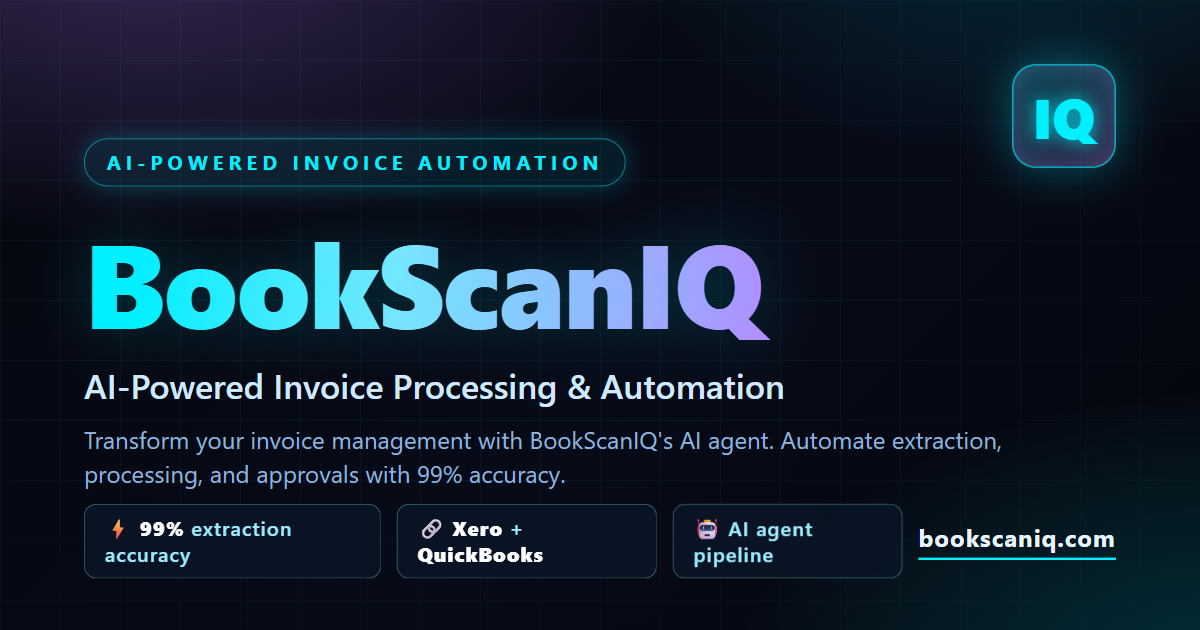 IQ
AI-POWERED INVOICE AUTOMATION
BookScanIQ
AI-Powered Invoice Processing & Automation
Transform your invoice management with BookScanIQ's AI agent. Automate extraction,
processing, and approvals with 99% accuracy.
99% extraction
accuracy
Xero +
QuickBooks
AI agent
pipeline
bookscaniq.com